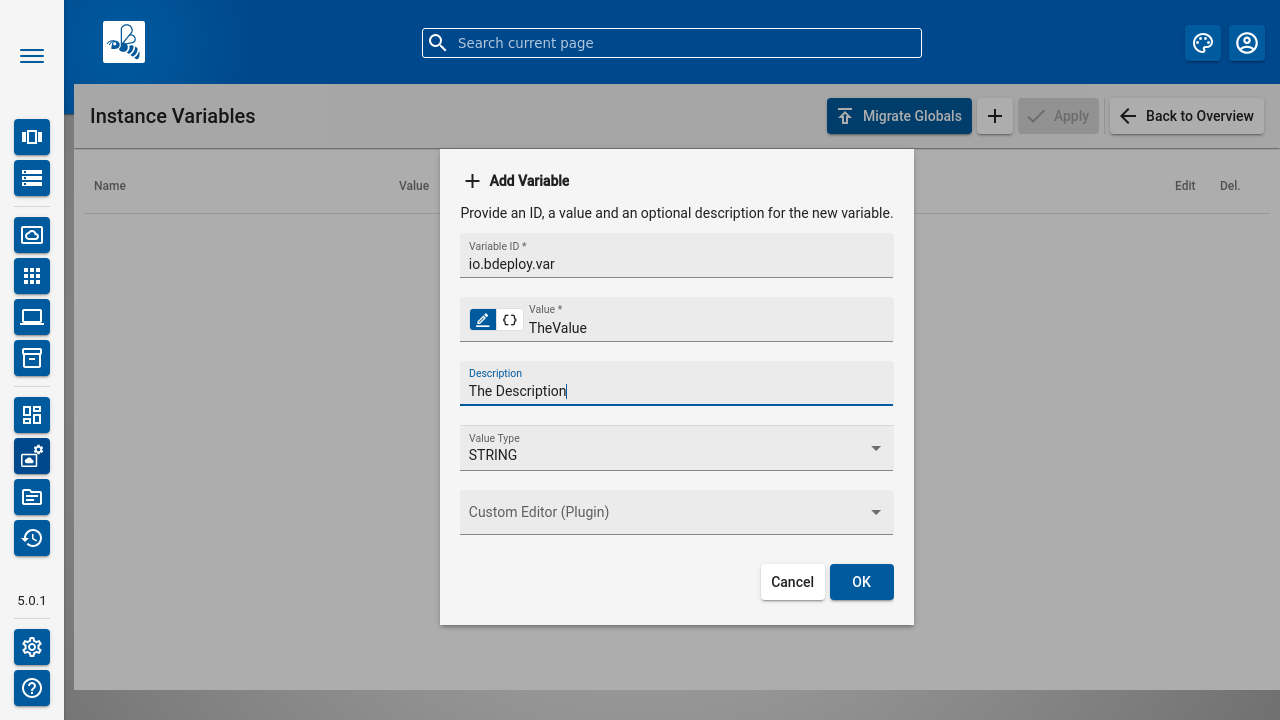 Search current page
Instance Variables
Migrate Globals
Apply
Back to Overview
Name
Value
Edit
Del.
Add Variable
Provide an ID, a value and an optional description for the new variable.
Variable ID *
io.bdeploy.var
Value *
{}
TheValue
Description
The Description
Value Type
STRING
Custom Editor (Plugin)
Cancel
OK
5.0.1